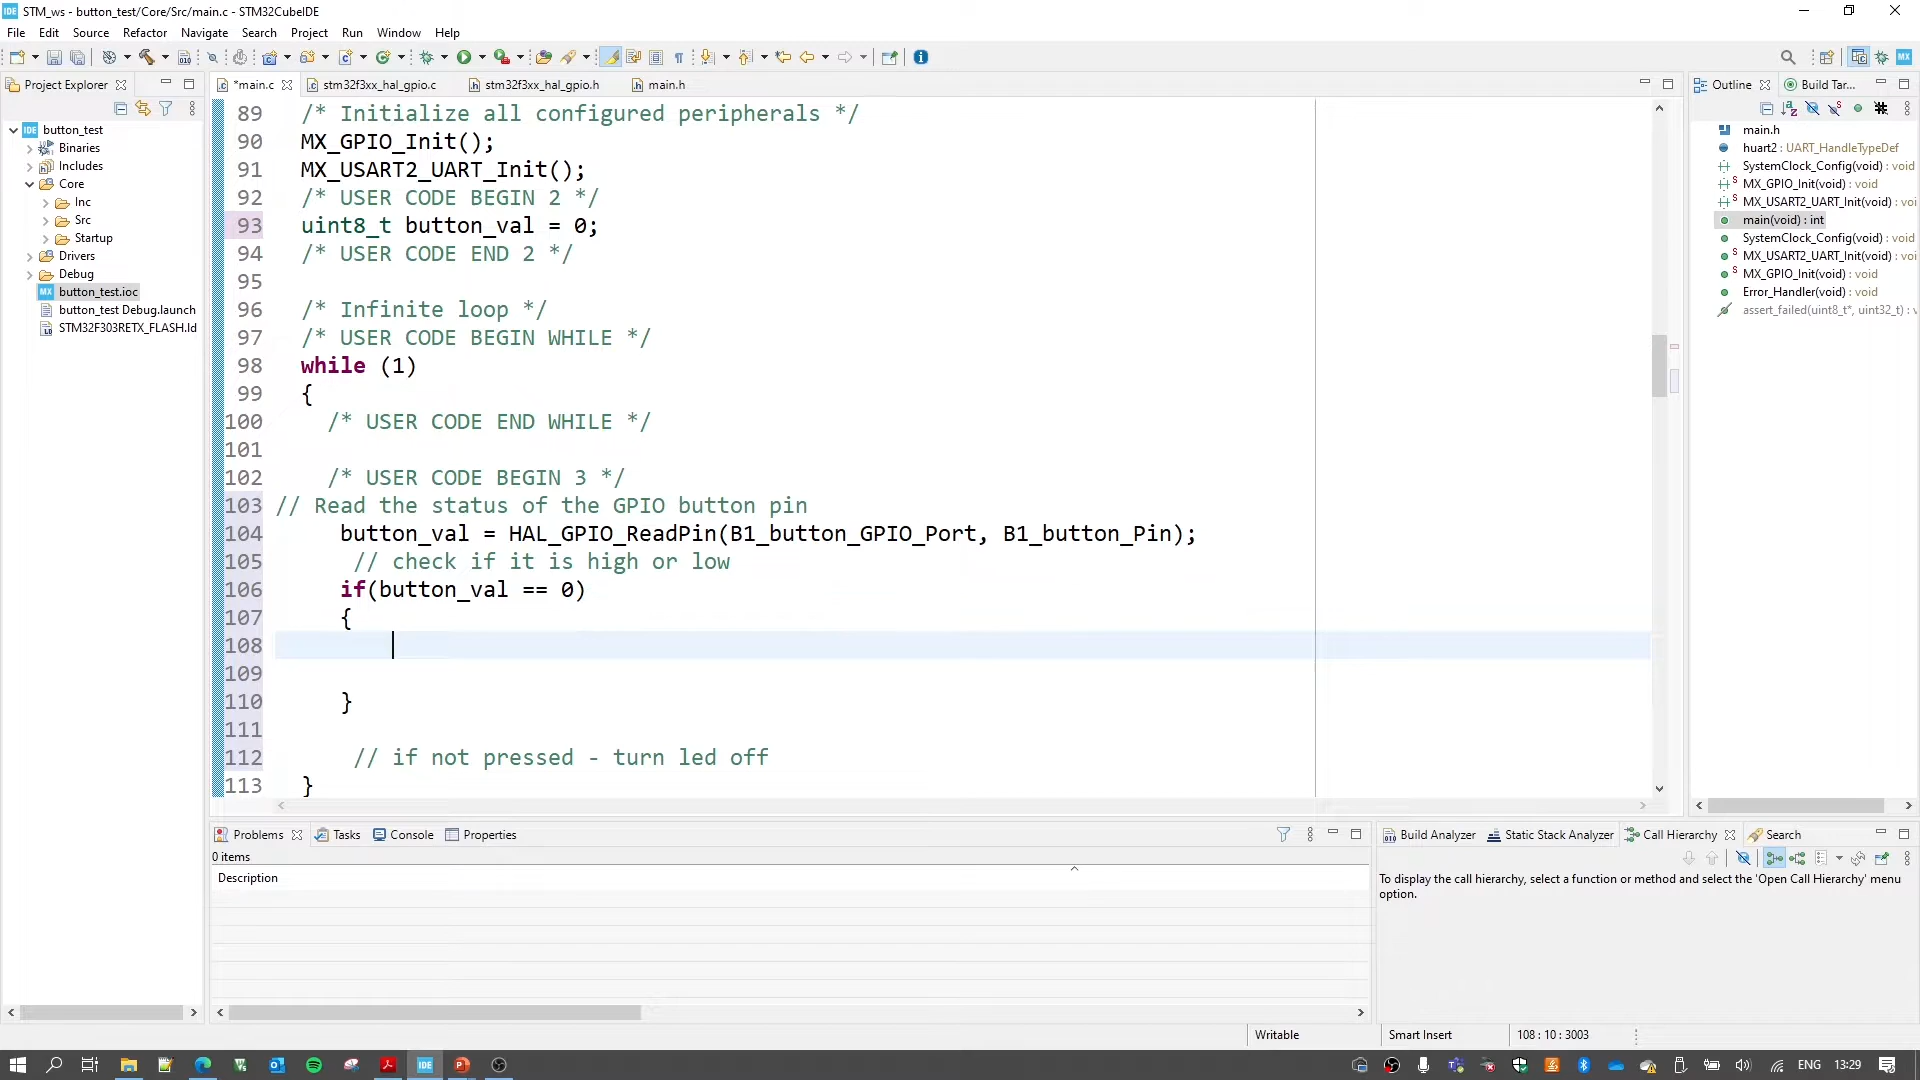 STM_ws - button_test/Core/Src/main.c - STM32CubeIDE
File Edit Source Refactor Navigate Search Project Run Window Help
Project Explorer
button_test
Binaries
Includes
Core
Inc
Src
Startup
Drivers
Debug
button_test.ioc
button_test Debug.launch
STM32F303RETX_FLASH.ld
*main.c stm32f3xx_hal_gpio.c stm32f3xx_hal_gpio.h main.h
89 /* Initialize all configured peripherals */
90 MX_GPIO_Init();
91 MX_USART2_UART_Init();
92 /* USER CODE BEGIN 2 */
93 uint8_t button_val = 0;
94 /* USER CODE END 2 */
95
96 /* Infinite loop */
97 /* USER CODE BEGIN WHILE */
98 while (1)
99 {
100 /* USER CODE END WHILE */
101
102 /* USER CODE BEGIN 3 */
103 // Read the status of the GPIO button pin
104 button_val = HAL_GPIO_ReadPin(B1_button_GPIO_Port, B1_button_Pin);
105 // check if it is high or low
106 if(button_val == 0)
107 {
108
109
110 }
111
112 // if not pressed - turn led off
113 }
Outline Build Tar...
main.h
huart2 : UART_HandleTypeDef
SystemClock_Config(void) : void
MX_GPIO_Init(void) : void
MX_USART2_UART_Init(void) : voi
main(void) : int
SystemClock_Config(void) : void
MX_USART2_UART_Init(void) : voi
MX_GPIO_Init(void) : void
Error_Handler(void) : void
assert_failed(uint8_t*, uint32_t) : v
Problems Tasks Console Properties
0 items
Description
Build Analyzer Static Stack Analyzer Call Hierarchy Search
To display the call hierarchy, select a function or method and select the 'Open Call Hierarchy' menu
option.
Writable Smart Insert 108 : 10 : 3003
ENG 13:29